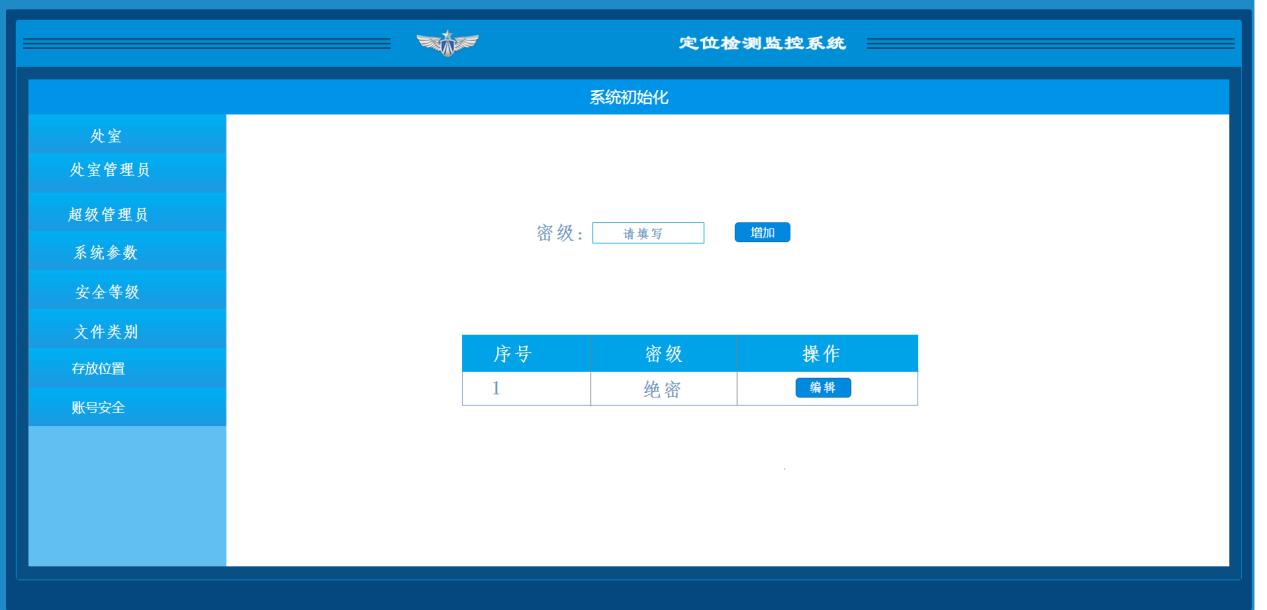 定位检测监控系统
系统初始化
处室
处室管理员
超级管理员
系统参数
安全等级
文件类别
存放位置
账号安全
密级: 请填写 增加
序号 密级 操作
1 绝密 编辑